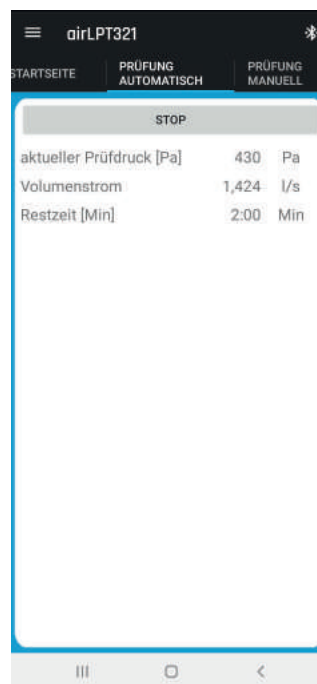 airLPT321
STARTSEITE
PRÜFUNG
AUTOMATISCH
PRÜFUNG
MANUELL
STOP
aktueller Prüfdruck [Pa] 430 Pa
Volumenstrom 1,424 l/s
Restzeit [Min] 2:00 Min